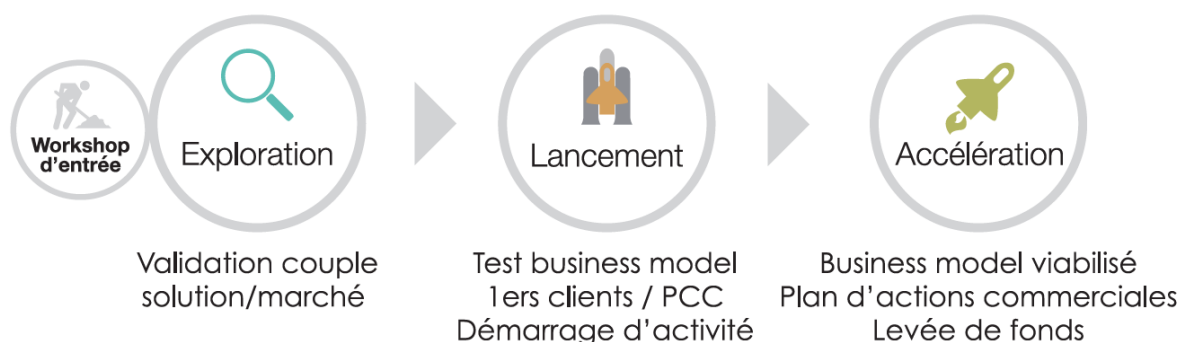 Workshop
d'entrée
Exploration
Lancement
Accélération
Validation couple
solution/marché
Test business model
1ers clients / PCC
Démarrage d'activité
Business model viabilisé
Plan d'actions commerciales
Levée de fonds